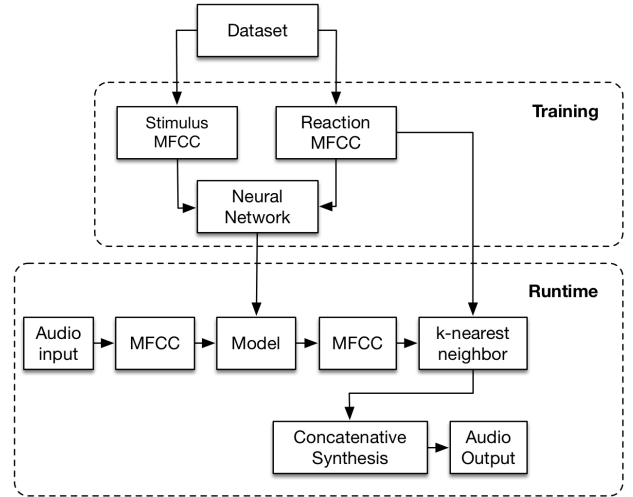 Dataset
Training
Stimulus
MFCC
Reaction
MFCC
Neural
Network
Runtime
Audio
input
MFCC
Model
MFCC
k-nearest
neighbor
Concatenative
Synthesis
Audio
Output